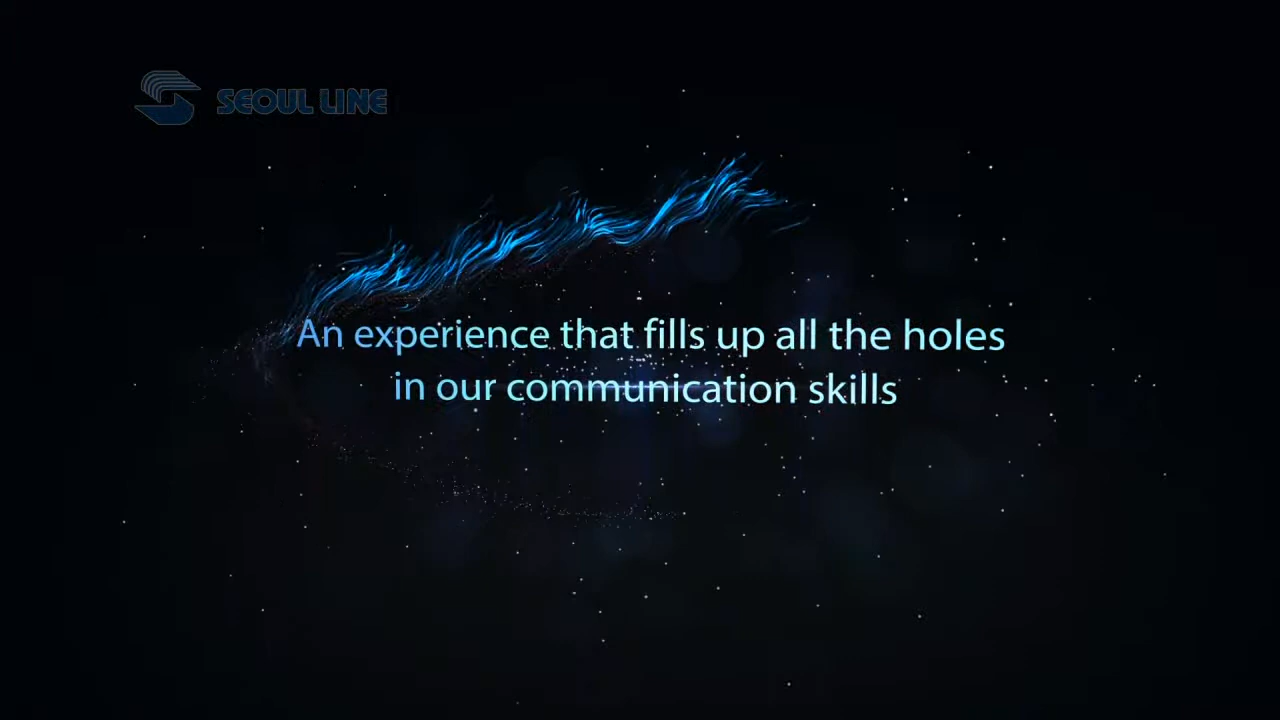 SEOUL LINE
An experience that fills up all the holes
in our communication skills